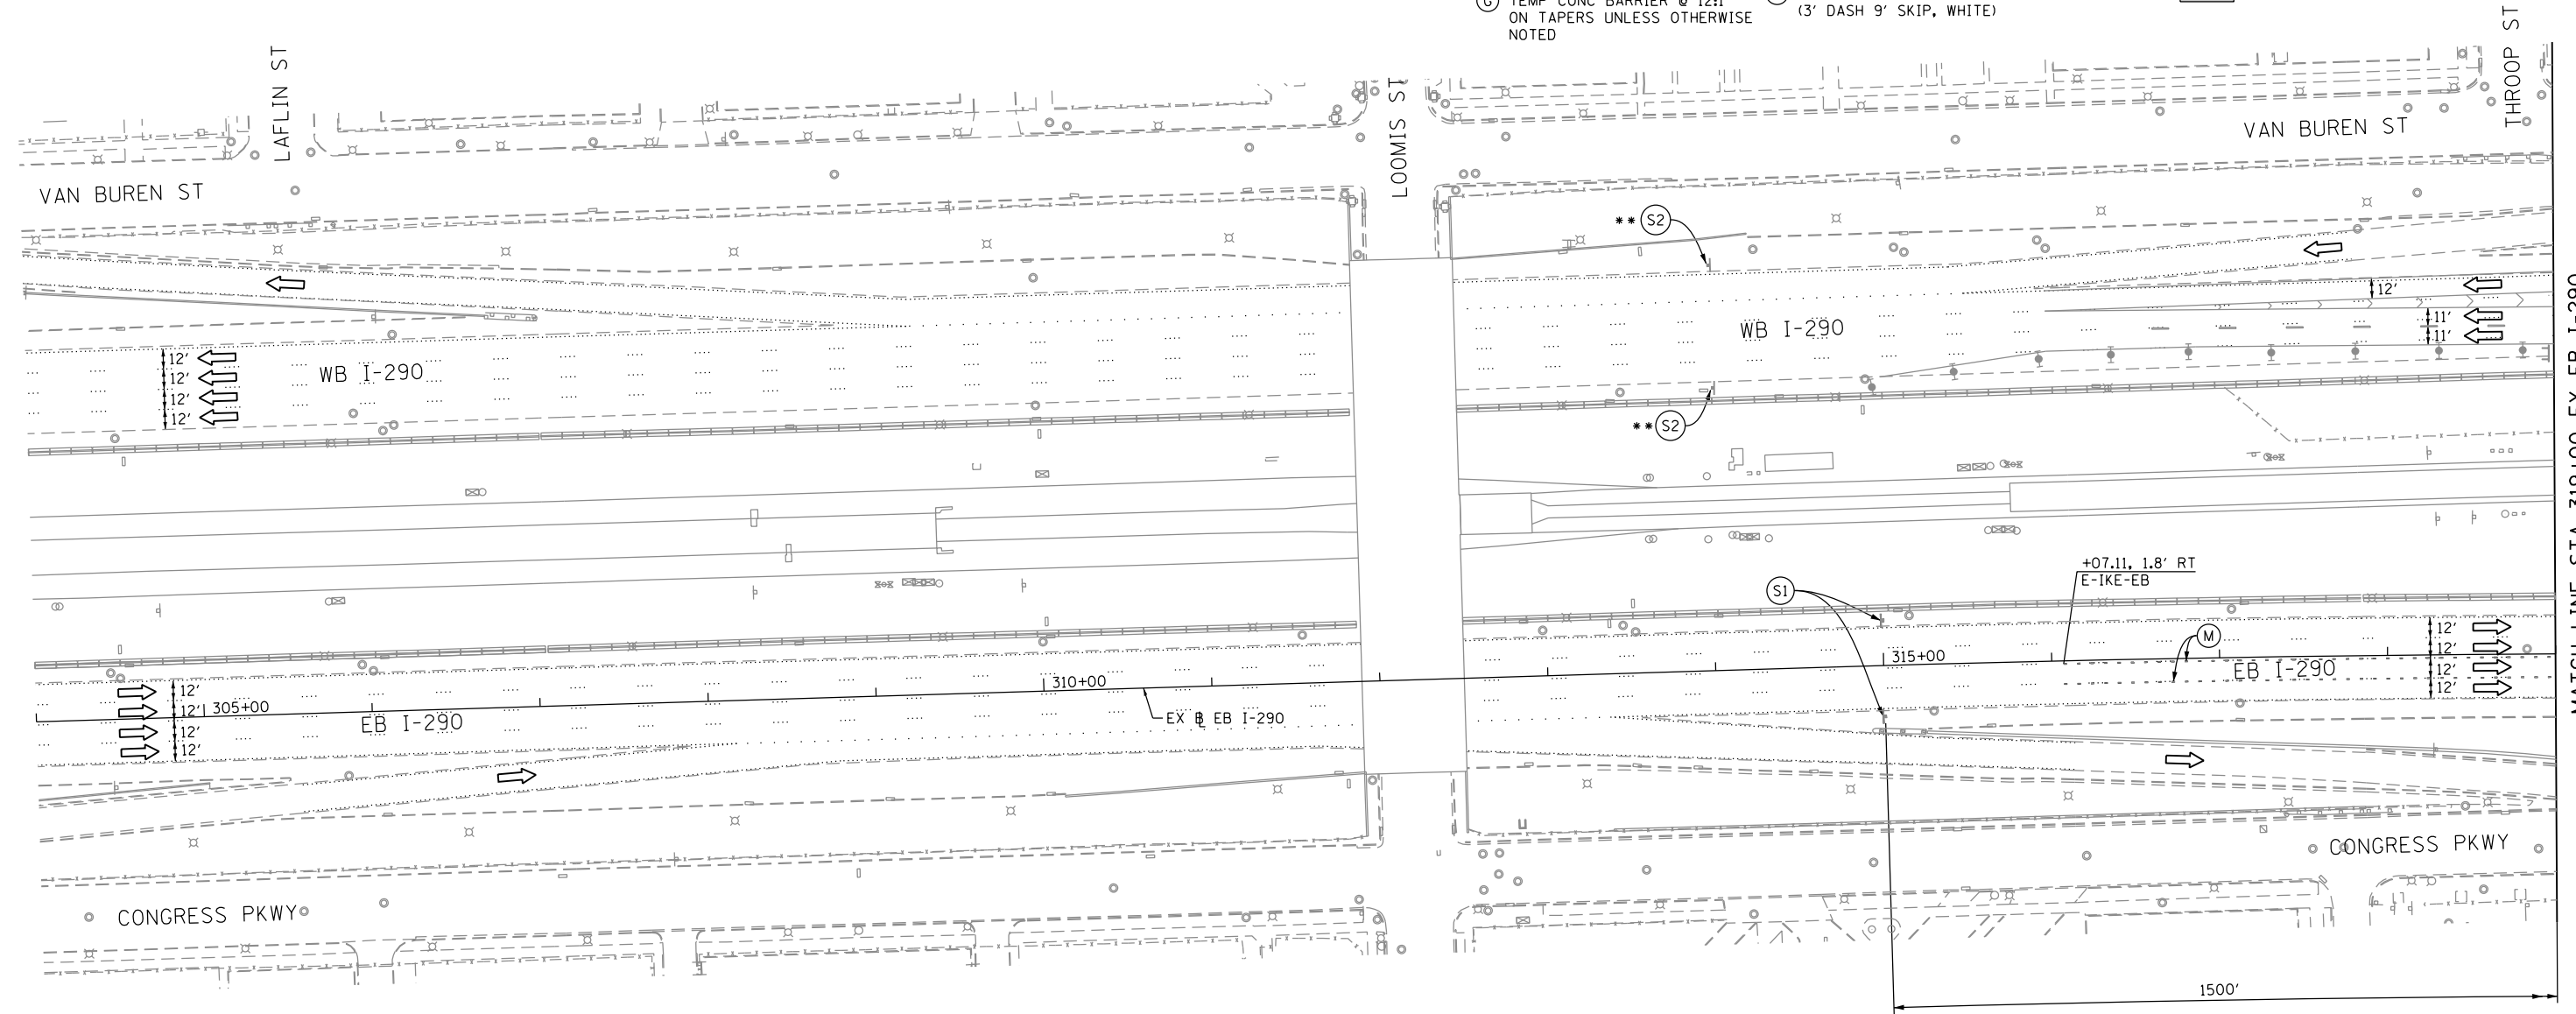 G TEMP CONC BARRIER @ 12:1
ON TAPERS UNLESS OTHERWISE
NOTED
(3' DASH 9' SKIP, WHITE)
LAFLIN ST
LOOMIS ST
THROOP ST
VAN BUREN ST
VAN BUREN ST
** S2
12'
11'
11'
WB I-290
WB I-290
12'
12'
12'
12'
** S2
+07.11, 1.8' RT
E-IKE-EB
S1
M
12'
12'
12'
12'
315+00
EB I-290
310+00
305+00
12'
12'
12'
12'
EB I-290
EX B EB I-290
CONGRESS PKWY
CONGRESS PKWY
1500'